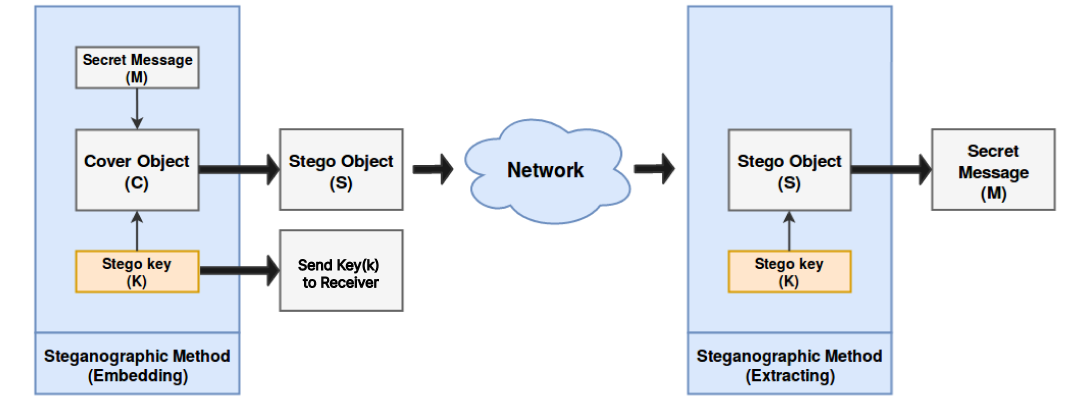 Secret Message
(M)
Cover Object
(C)
Stego key
(K)
Steganographic Method
(Embedding)
Stego Object
(S)
Send Key(k)
to Receiver
Network
Stego Object
(S)
Stego key
(K)
Steganographic Method
(Extracting)
Secret
Message
(M)